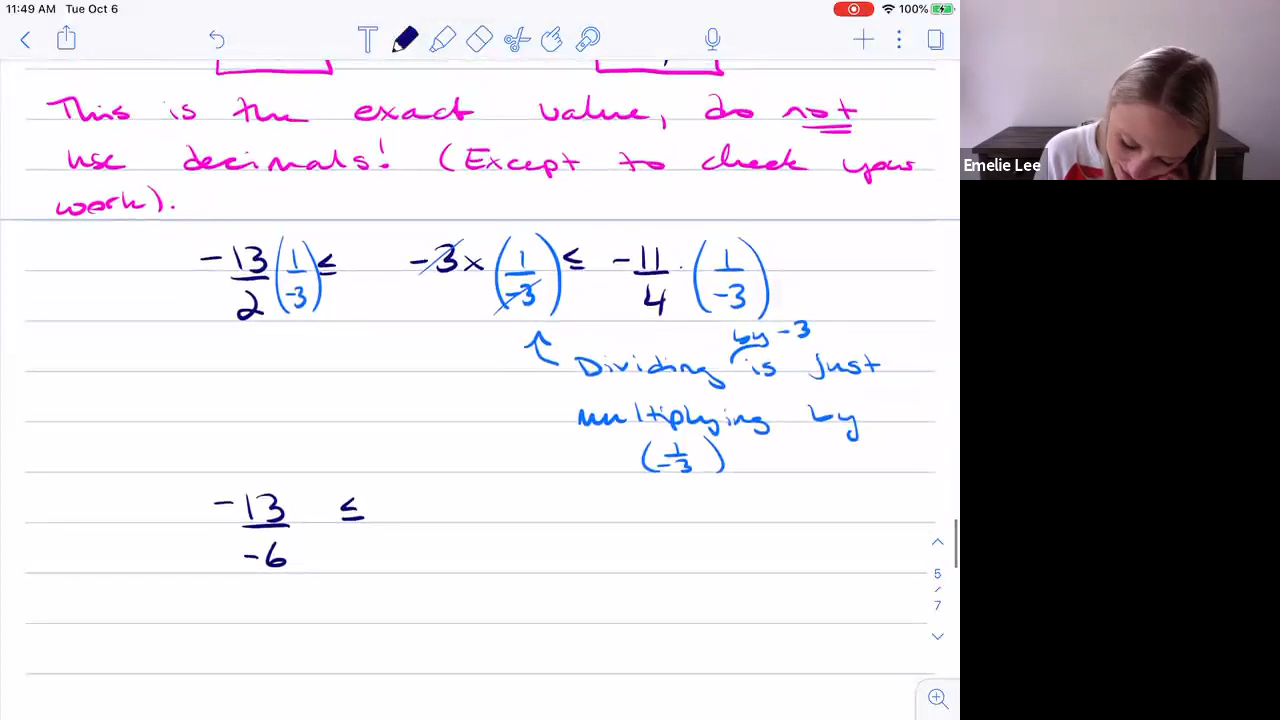 11:49 AM Tue Oct 6
100%
T
This is the exact value, do not
use decimals! (Except to check your
work).
-13/2 (1/-3) ≤ -3x (1/-3) ≤ -11/4 · (1/-3)
by -3
Dividing is just
multiplying by
(1/-3)
-13/-6 ≤
5
/
7
Emelie Lee